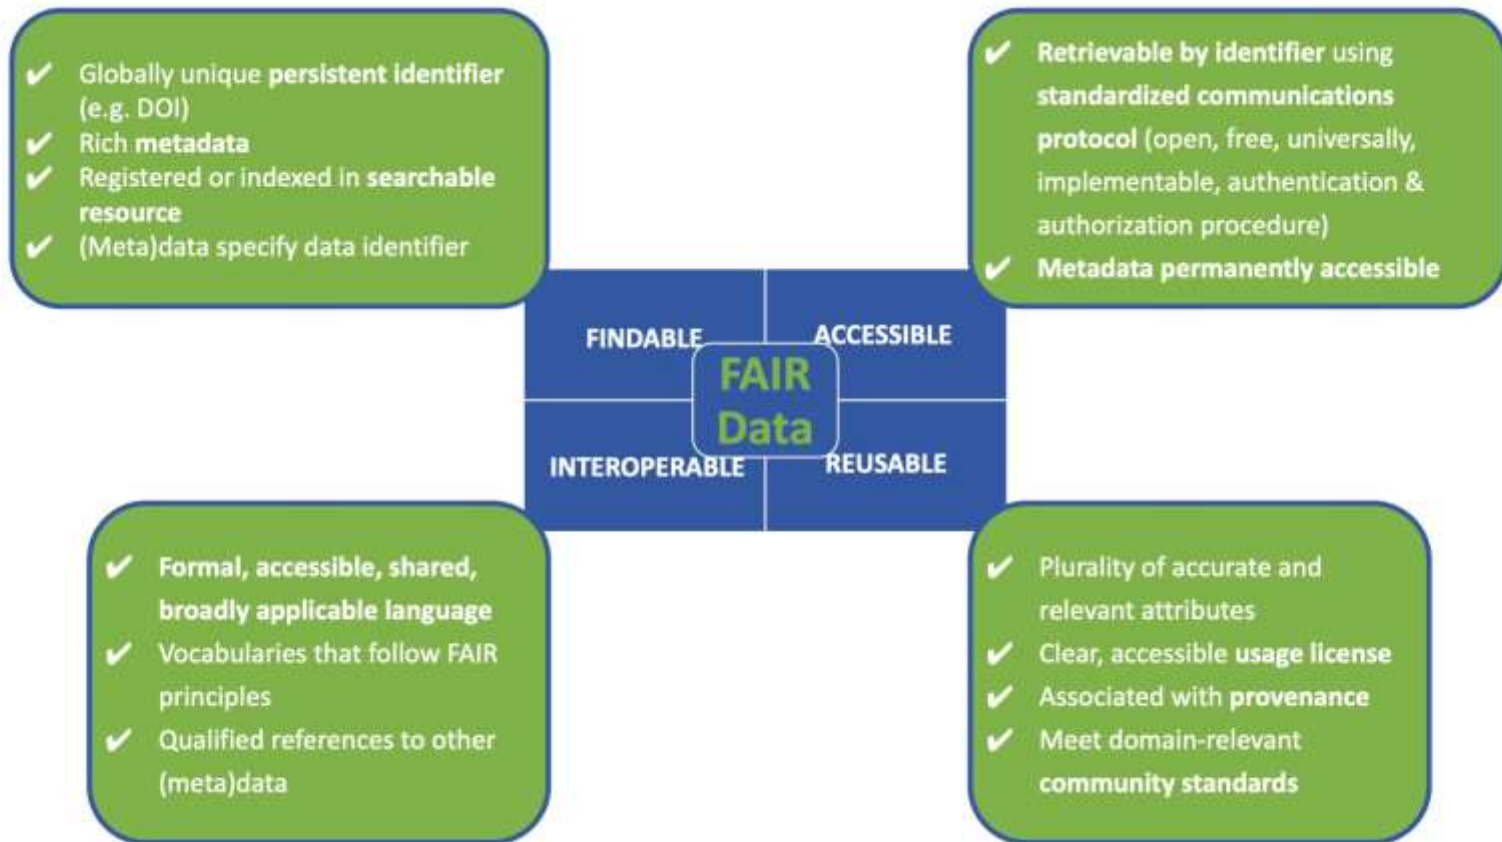 ✔ Globally unique persistent identifier
(e.g. DOI)
✔ Rich metadata
✔ Registered or indexed in searchable
resource
✔ (Meta)data specify data identifier
✔ Retrievable by identifier using
standardized communications
protocol (open, free, universally,
implementable, authentication &
authorization procedure)
✔ Metadata permanently accessible
FINDABLE
ACCESSIBLE
FAIR
Data
INTEROPERABLE
REUSABLE
✔ Formal, accessible, shared,
broadly applicable language
✔ Vocabularies that follow FAIR
principles
✔ Qualified references to other
(meta)data
✔ Plurality of accurate and
relevant attributes
✔ Clear, accessible usage license
✔ Associated with provenance
✔ Meet domain-relevant
community standards